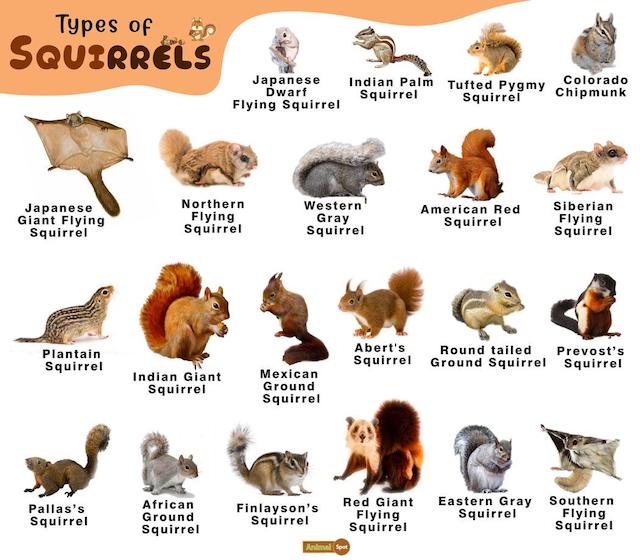 Types of
SQUIRRELS
Japanese
Dwarf
Flying Squirrel
Indian Palm
Squirrel
Tufted Pygmy
Squirrel
Colorado
Chipmunk
Japanese
Giant Flying
Squirrel
Northern
Flying
Squirrel
Western
Gray
Squirrel
American Red
Squirrel
Siberian
Flying
Squirrel
Plantain
Squirrel
Indian Giant
Squirrel
Mexican
Ground
Squirrel
Abert's
Squirrel
Round tailed
Ground Squirrel
Prevost's
Squirrel
Pallas's
Squirrel
African
Ground
Squirrel
Finlayson's
Squirrel
Red Giant
Flying
Squirrel
Eastern Gray
Squirrel
Southern
Flying
Squirrel
Animal Spot